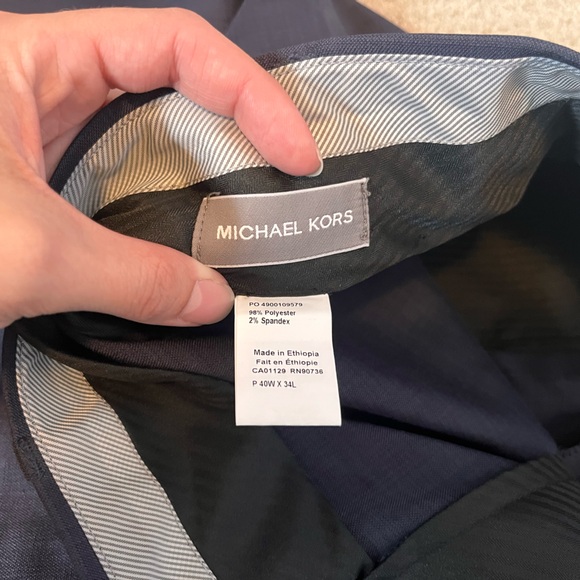 MICHAEL KORS
PO 4900109579
98% Polyester
2% Spandex
Made in Ethiopia
Fait en Éthiopie
CA01129 RN90736
P 40W X 34L